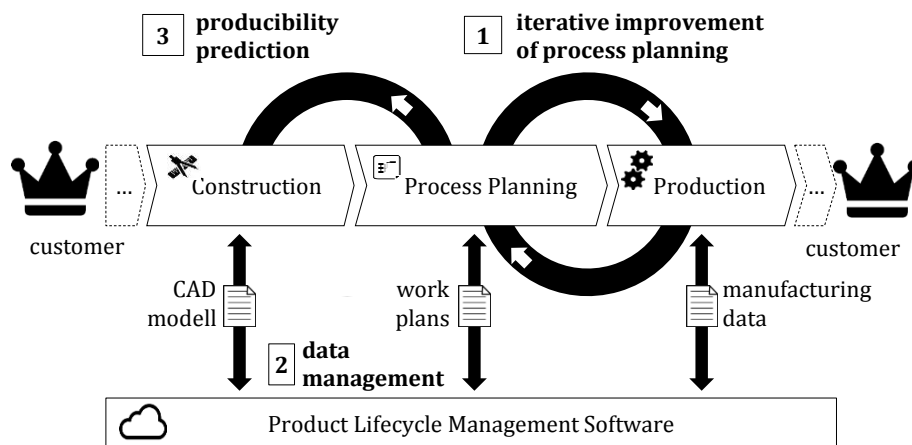 3 producibility
prediction
1 iterative improvement
of process planning
...
Construction
Process Planning
Production
...
customer
customer
CAD
modell
work
plans
manufacturing
data
2 data
management
Product Lifecycle Management Software